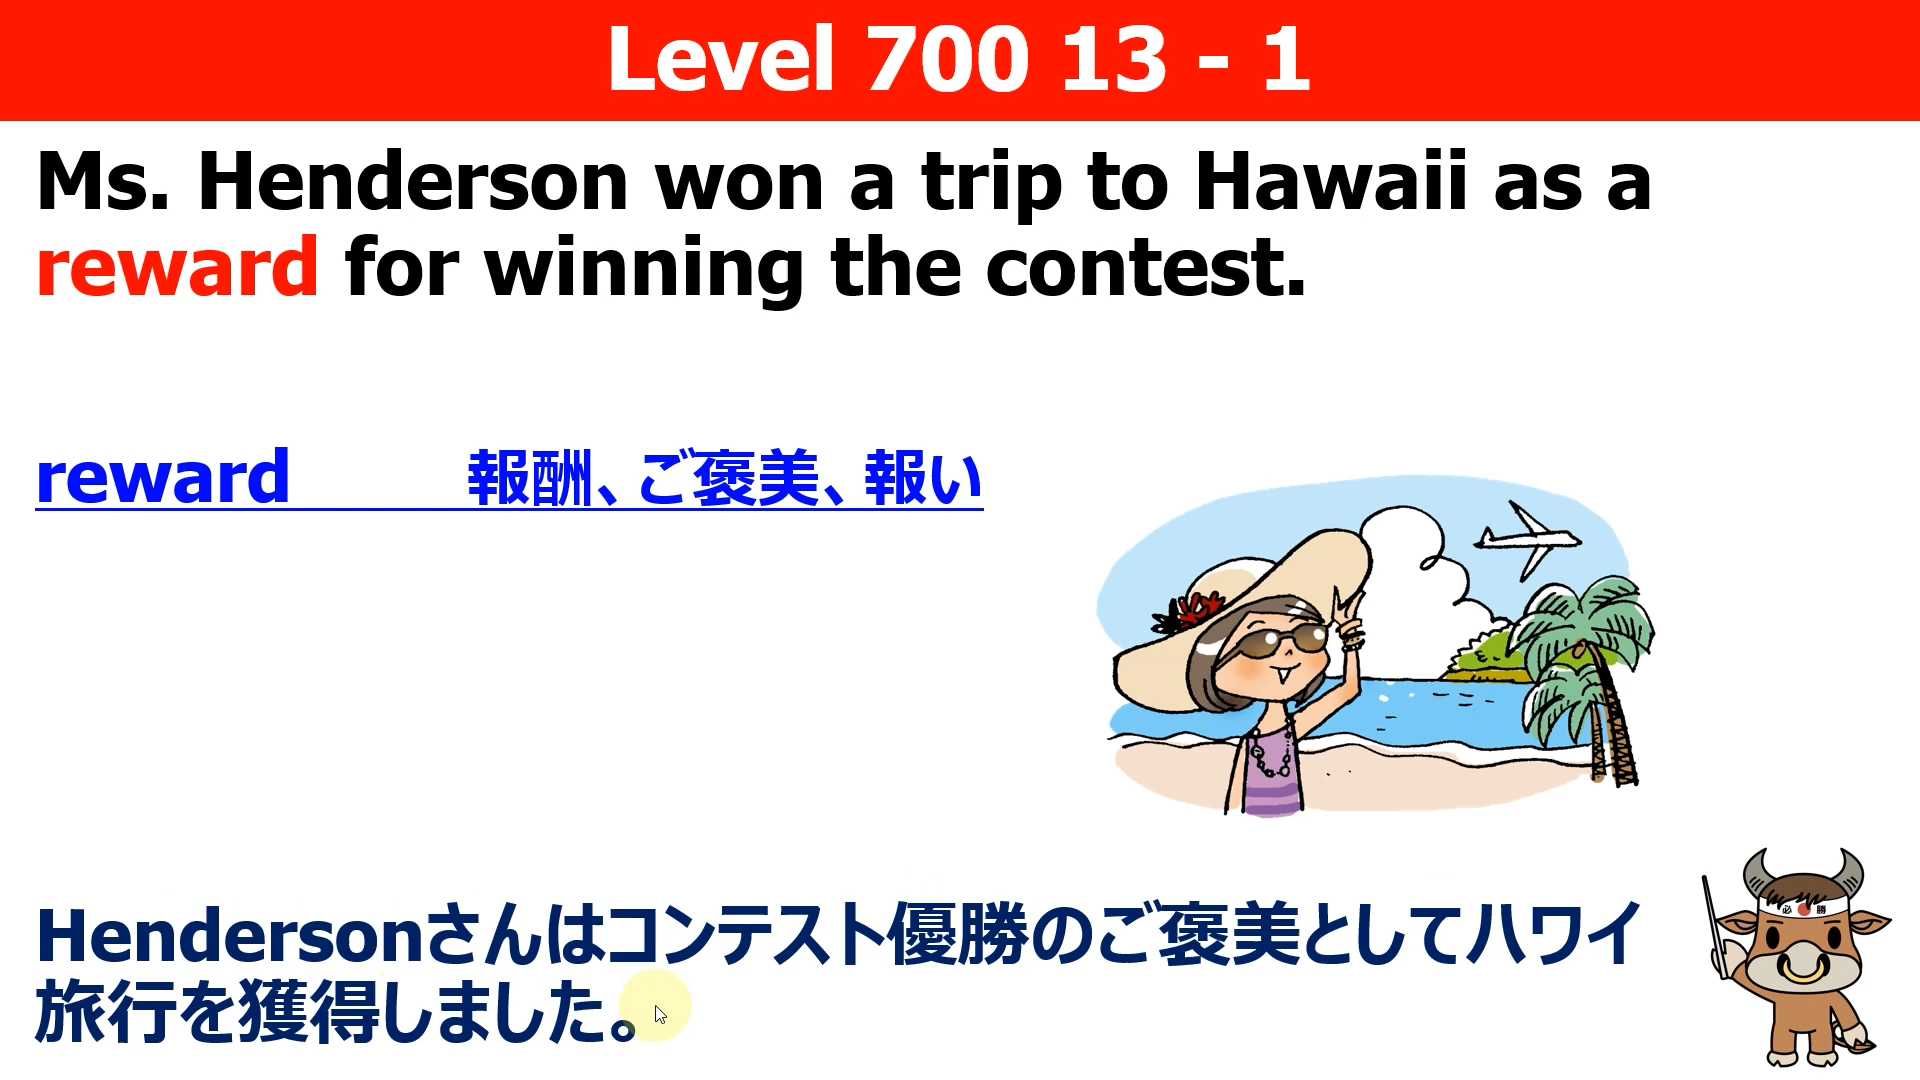 Level 700 13 - 1
Ms. Henderson won a trip to Hawaii as a
reward for winning the contest.
reward 報酬、ご褒美、報い
Hendersonさんはコンテスト優勝のご褒美としてハワイ
旅行を獲得しました。
必 勝